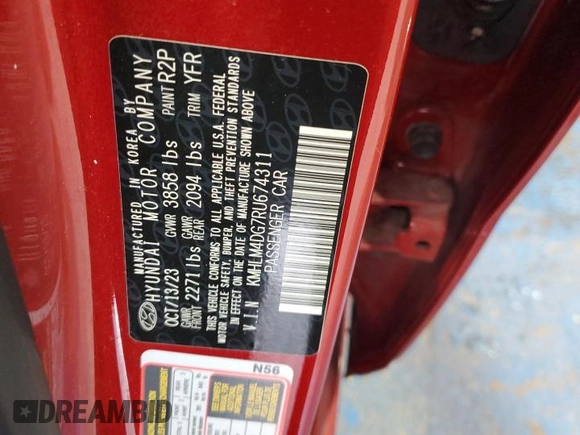 MANUFACTURED IN KOREA BY
HYUNDAI MOTOR COMPANY
OCT/13/23 GVWR 3858 lbs PAINT R2P
GAWR FRONT 2271 lbs GAWR REAR 2094 lbs TRIM YFR
THIS VEHICLE CONFORMS TO ALL APPLICABLE U.S.A. FEDERAL
MOTOR VEHICLE SAFETY, BUMPER, AND THEFT PREVENTION STANDARDS
IN EFFECT ON THE DATE OF MANUFACTURE SHOWN ABOVE
V.I.N KMHLM4DG7RU674311
PASSENGER CAR
N56
DREAMBID